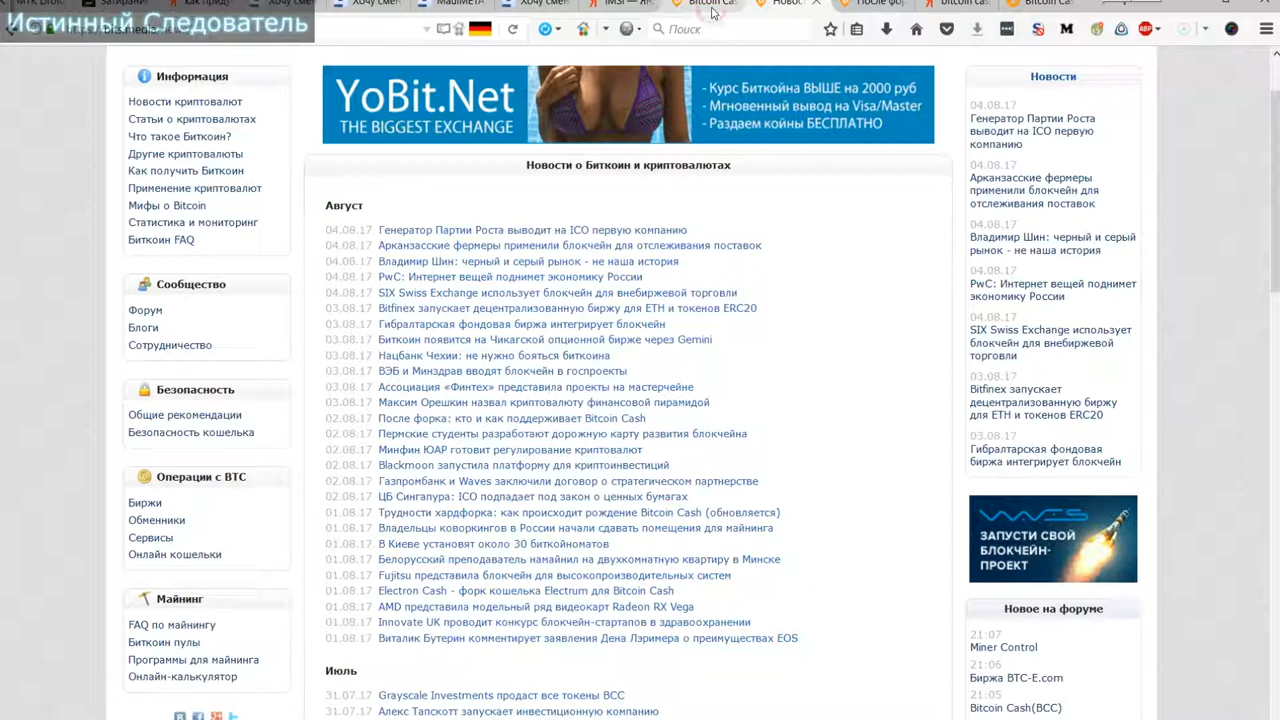 Истинный Следователь
Bitcoin Ca
Новос
После фор
bitcoin cas
Bitcoin Ca
https://bits.media
Поиск
ABP
Информация
Новости криптовалют
Статьи о криптовалютах
Что такое Биткоин?
Другие криптовалюты
Как получить Биткоин
Применение криптовалют
Мифы о Bitcoin
Статистика и мониторинг
Биткоин FAQ
Сообщество
Форум
Блоги
Сотрудничество
Безопасность
Общие рекомендации
Безопасность кошелька
Операции с BTC
Биржи
Обменники
Сервисы
Онлайн кошельки
Майнинг
FAQ по майнингу
Биткоин пулы
Программы для майнинга
Онлайн-калькулятор
YoBit.Net
THE BIGGEST EXCHANGE
- Курс Биткойна ВЫШЕ на 2000 руб
- Мгновенный вывод на Visa/Master
- Раздаем койны БЕСПЛАТНО
Новости о Биткоин и криптовалютах
Август
04.08.17 Генератор Партии Роста выводит на ICO первую компанию
04.08.17 Арканзасские фермеры применили блокчейн для отслеживания поставок
04.08.17 Владимир Шин: черный и серый рынок - не наша история
04.08.17 PwC: Интернет вещей поднимет экономику России
04.08.17 SIX Swiss Exchange использует блокчейн для внебиржевой торговли
03.08.17 Bitfinex запускает децентрализованную биржу для ETH и токенов ERC20
03.08.17 Гибралтарская фондовая биржа интегрирует блокчейн
03.08.17 Биткоин появится на Чикагской опционной бирже через Gemini
03.08.17 Нацбанк Чехии: не нужно бояться биткоина
03.08.17 ВЭБ и Минздрав вводят блокчейн в госпроекты
03.08.17 Ассоциация «Финтех» представила проекты на мастерчейне
03.08.17 Максим Орешкин назвал криптовалюту финансовой пирамидой
02.08.17 После форка: кто и как поддерживает Bitcoin Cash
02.08.17 Пермские студенты разработают дорожную карту развития блокчейна
02.08.17 Минфин ЮАР готовит регулирование криптовалют
02.08.17 Blackmoon запустила платформу для криптоинвестиций
02.08.17 Газпромбанк и Waves заключили договор о стратегическом партнерстве
02.08.17 ЦБ Сингапура: ICO подпадает под закон о ценных бумагах
01.08.17 Трудности хардфорка: как происходит рождение Bitcoin Cash (обновляется)
01.08.17 Владельцы коворкингов в России начали сдавать помещения для майнинга
01.08.17 В Киеве установят около 30 биткойноматов
01.08.17 Белорусский преподаватель намайнил на двухкомнатную квартиру в Минске
01.08.17 Fujitsu представила блокчейн для высокопроизводительных систем
01.08.17 Electron Cash - форк кошелька Electrum для Bitcoin Cash
01.08.17 AMD представила модельный ряд видеокарт Radeon RX Vega
01.08.17 Innovate UK проводит конкурс блокчейн-стартапов в здравоохранении
01.08.17 Виталик Бутерин комментирует заявления Дена Лэримера о преимуществах EOS
Июль
31.07.17 Grayscale Investments продаст все токены BCC
31.07.17 Алекс Тапскотт запускает инвестиционную компанию
Новости
04.08.17
Генератор Партии Роста
выводит на ICO первую
компанию
04.08.17
Арканзасские фермеры
применили блокчейн для
отслеживания поставок
04.08.17
Владимир Шин: черный и серый
рынок - не наша история
04.08.17
PwC: Интернет вещей поднимет
экономику России
04.08.17
SIX Swiss Exchange использует
блокчейн для внебиржевой
торговли
03.08.17
Bitfinex запускает
децентрализованную биржу
для ETH и токенов ERC20
03.08.17
Гибралтарская фондовая
биржа интегрирует блокчейн
WVCS
ЗАПУСТИ СВОЙ
БЛОКЧЕЙН-
ПРОЕКТ
Новое на форуме
21:07
Miner Control
21:06
Биржа BTC-E.com
21:05
Bitcoin Cash(BCC)